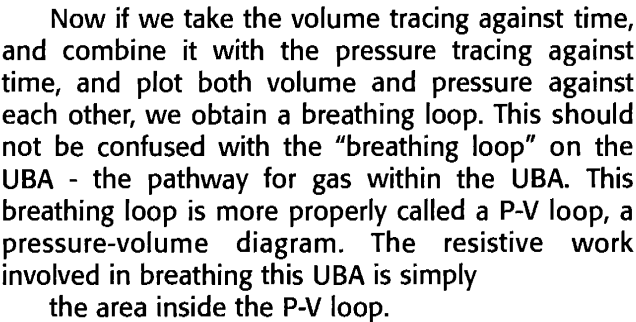 Now if we take the volume tracing against time,
and combine it with the pressure tracing against
time, and plot both volume and pressure against
each other, we obtain a breathing loop. This should
not be confused with the "breathing loop" on the
UBA - the pathway for gas within the UBA. This
breathing loop is more properly called a P-V loop, a
pressure-volume diagram. The resistive work
involved in breathing this UBA is simply
the area inside the P-V loop.